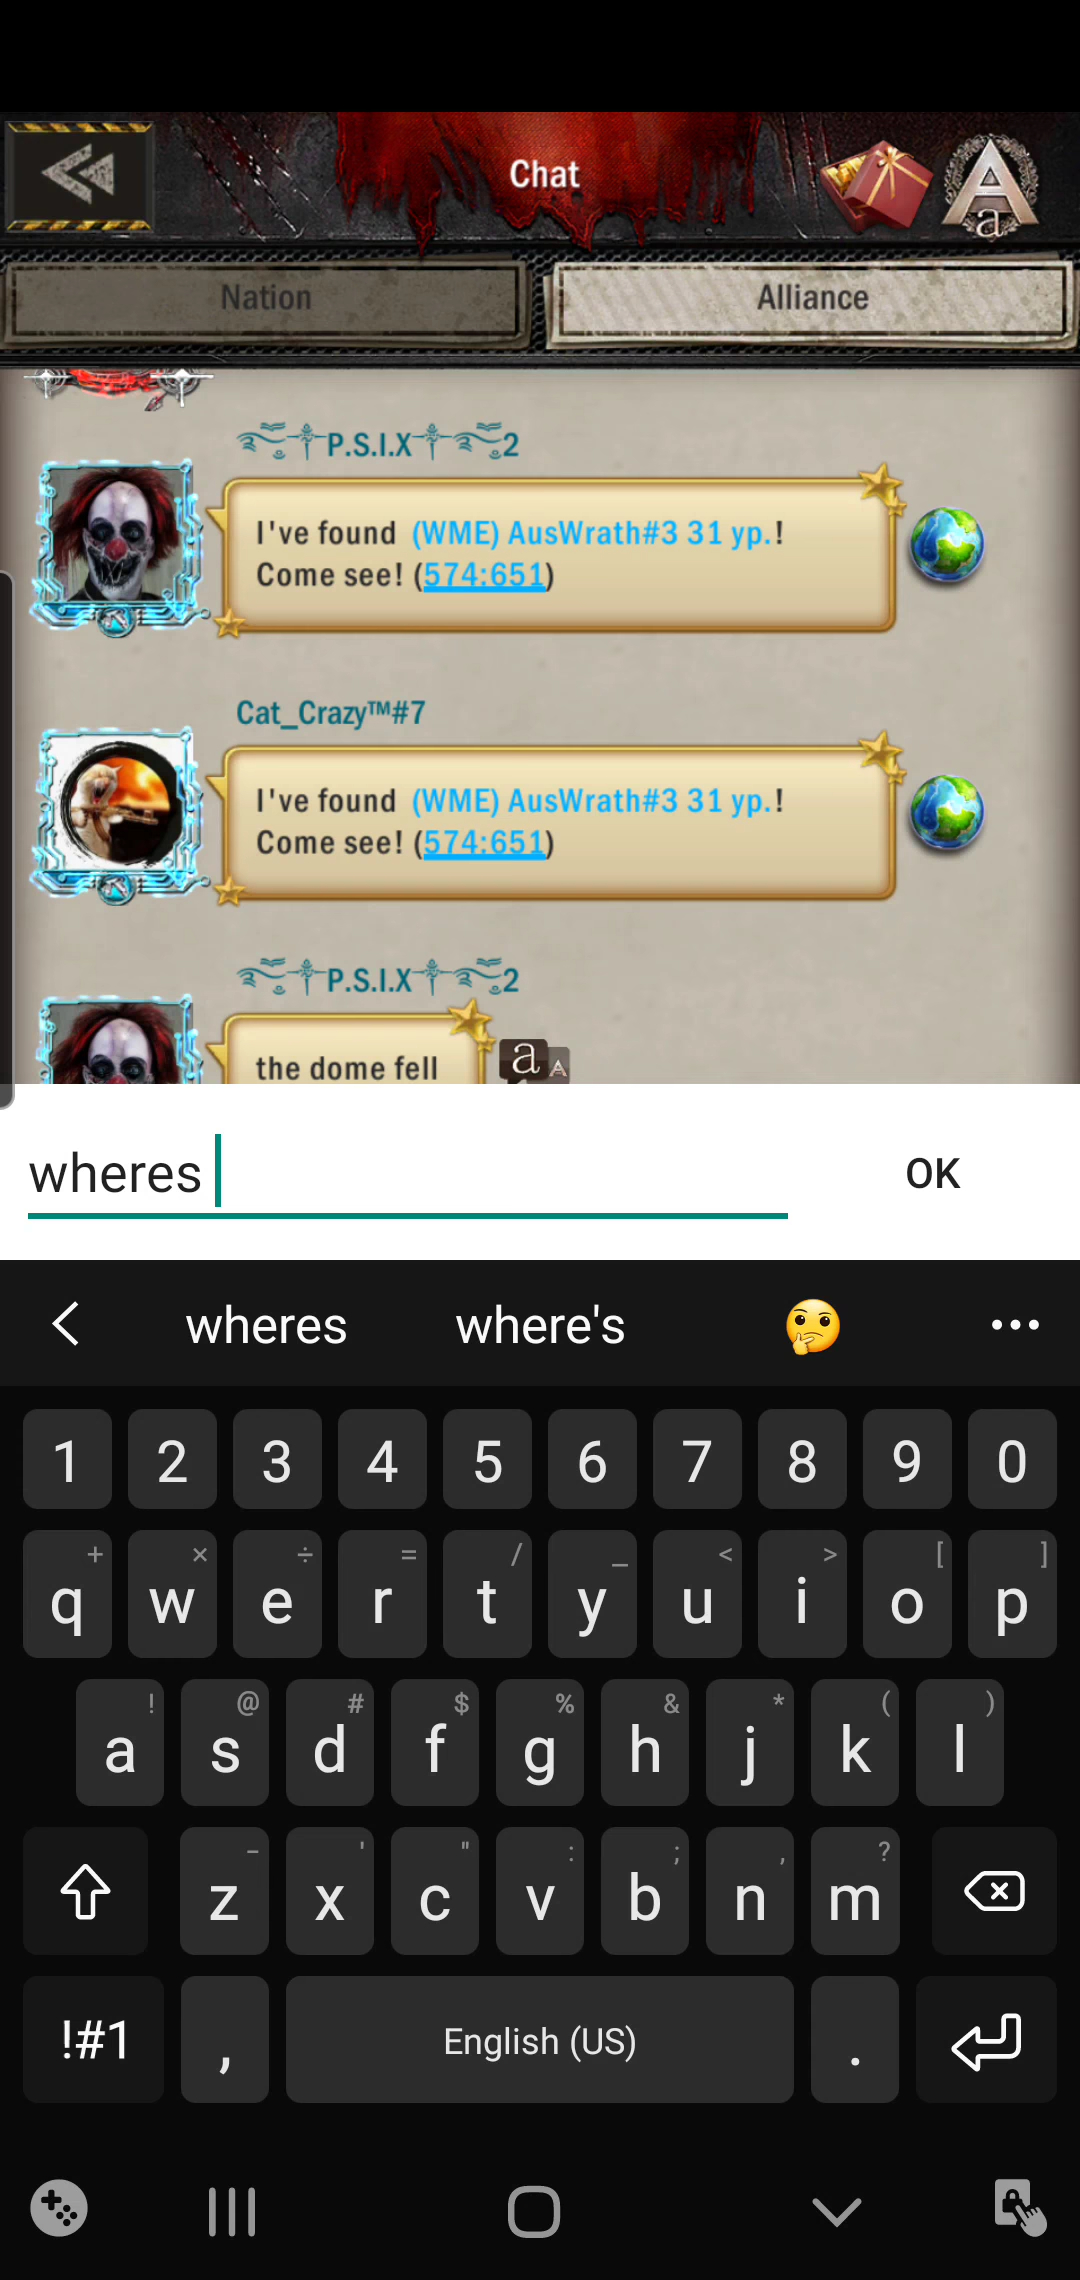 Chat
Nation
Alliance
P.S.I.X 2
I've found (WME) AusWrath#3 31 yp.!
Come see! (574:651)
Cat_Crazy™#7
I've found (WME) AusWrath#3 31 yp.!
Come see! (574:651)
P.S.I.X 2
the dome fell
wheres
OK
wheres where's
1 2 3 4 5 6 7 8 9 0
+ × ÷ = / _ < > [ ]
q w e r t y u i o p
! @ # $ % & * ( )
a s d f g h j k l
- ' " : ; , ?
z x c v b n m
!#1 , English (US) .